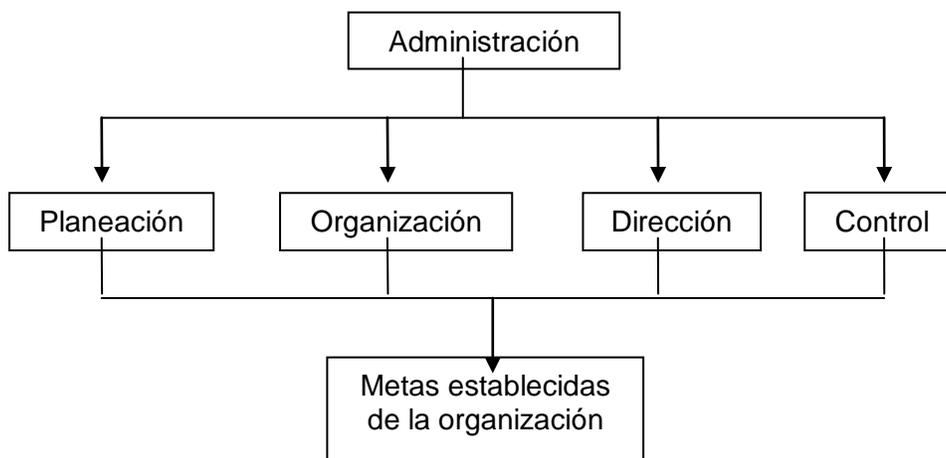 Administración
Planeación Organización Dirección Control
Metas establecidas
de la organización